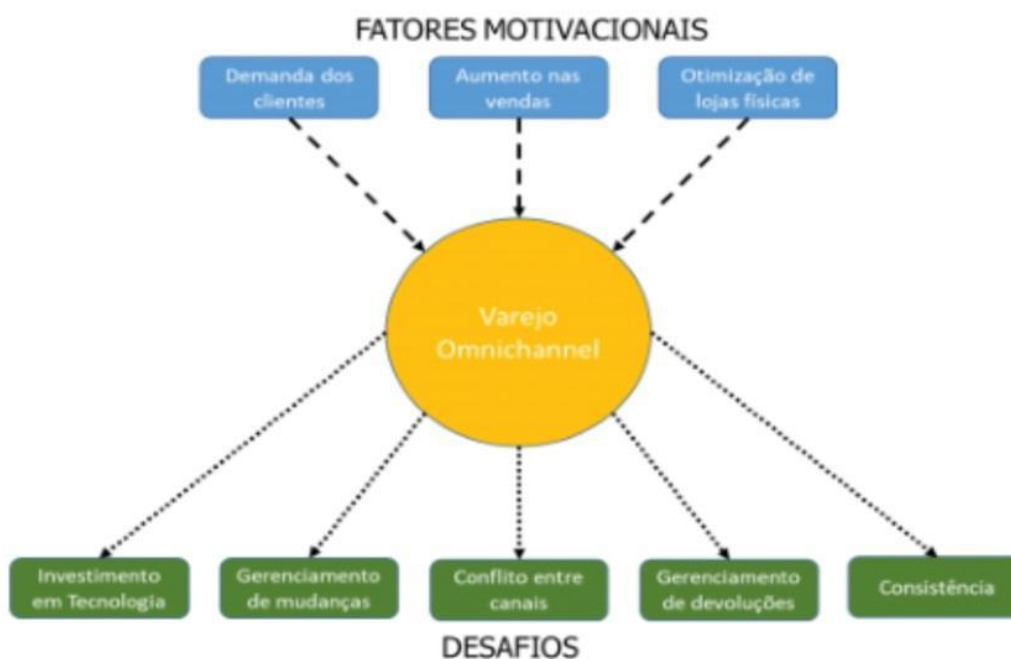 FATORES MOTIVACIONAIS
Demanda dos
clientes
Aumento nas
vendas
Otimização de
lojas físicas
Varejo
Omnichannel
Investimento
em Tecnologia
Gerenciamento
de mudanças
Conflito entre
canais
Gerenciamento
de devoluções
Consistência
DESAFIOS